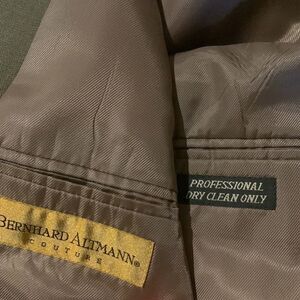 PROFESSIONAL
DRY CLEAN ONLY
BERNHARD ALTMANN®
COUTURE